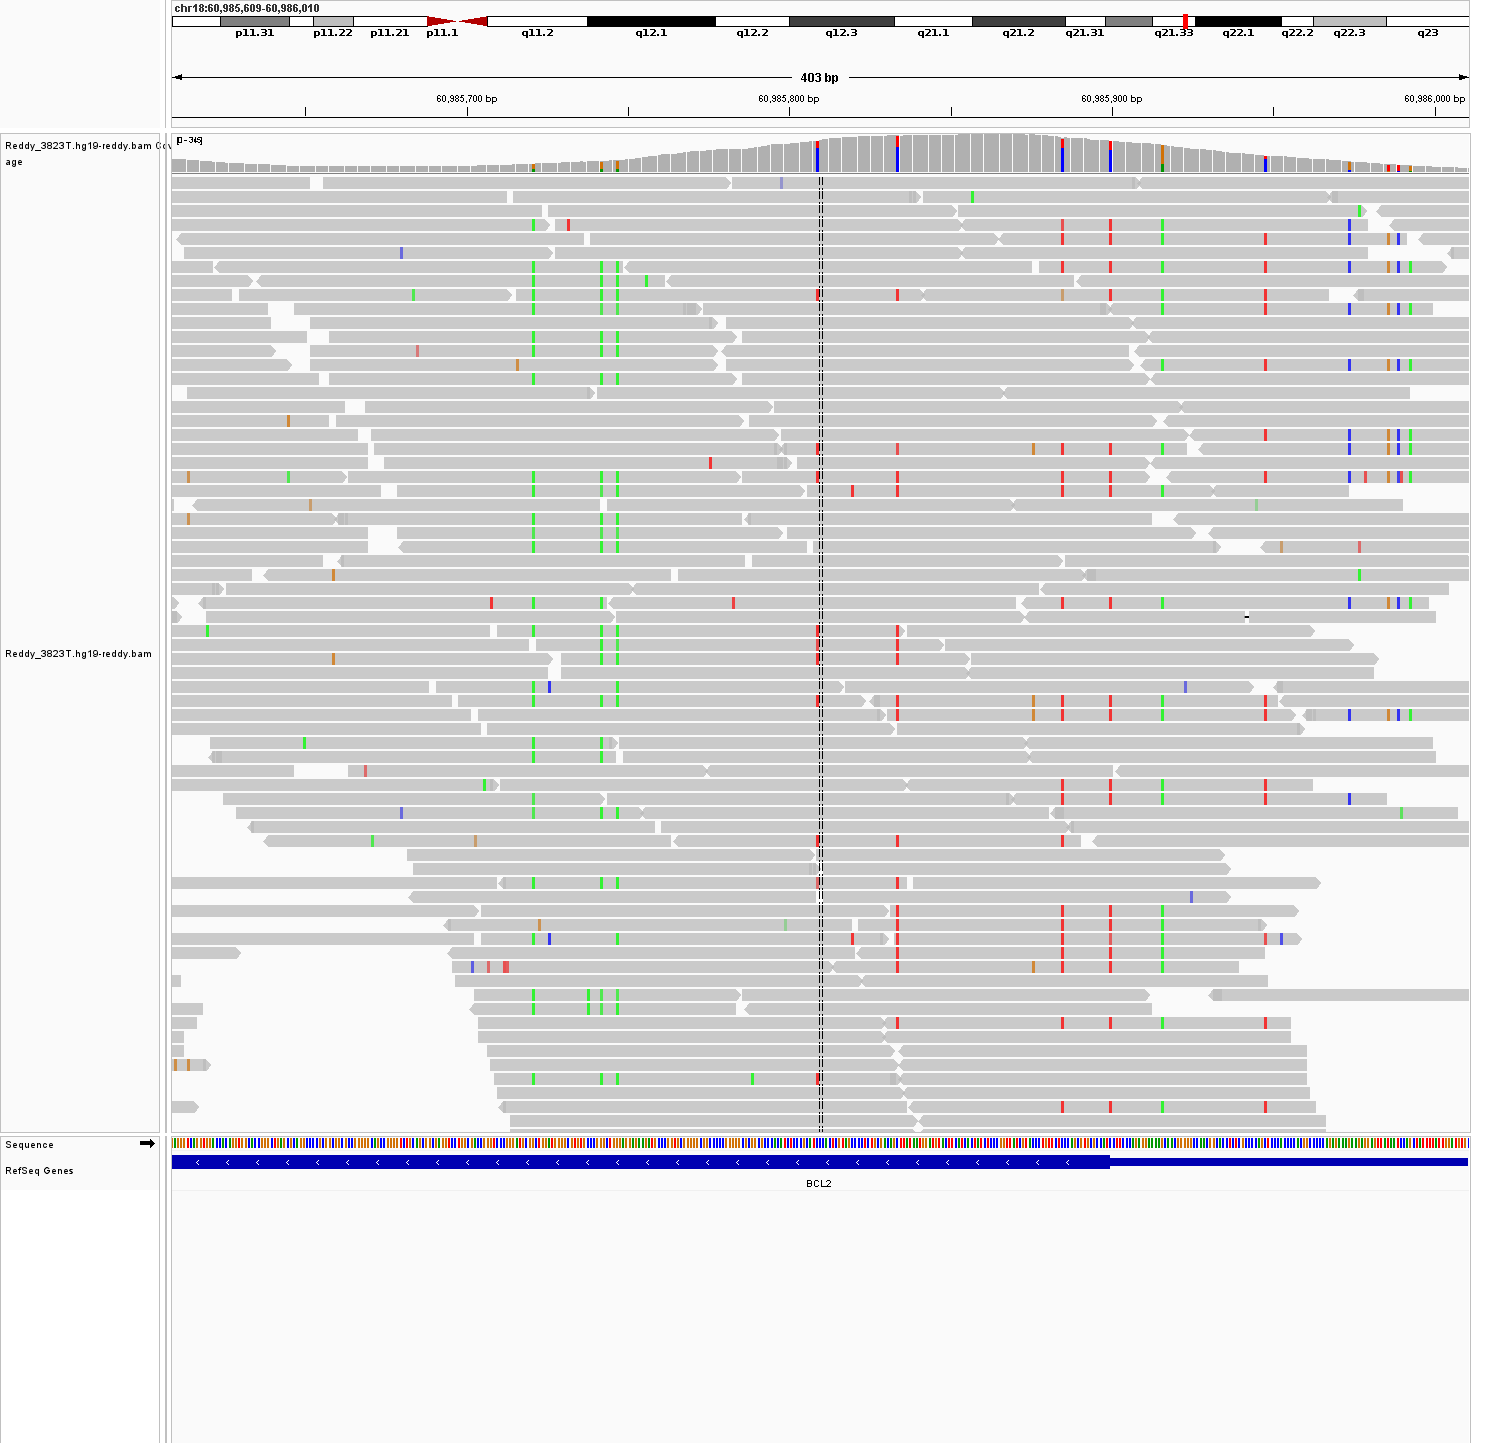 chr18:60,985,609-60,986,010
p11.31 p11.22 p11.21 p11.1 q11.2 q12.1 q12.2 q12.3 q21.1 q21.2 q21.31 q21.33 q22.1 q22.2 q22.3 q23
403 bp
60,985,700 bp 60,985,800 bp 60,985,900 bp 60,986,000 bp
Reddy_3823T.hg19-reddy.bam Cov
age
Reddy_3823T.hg19-reddy.bam
Sequence
RefSeq Genes
BCL2